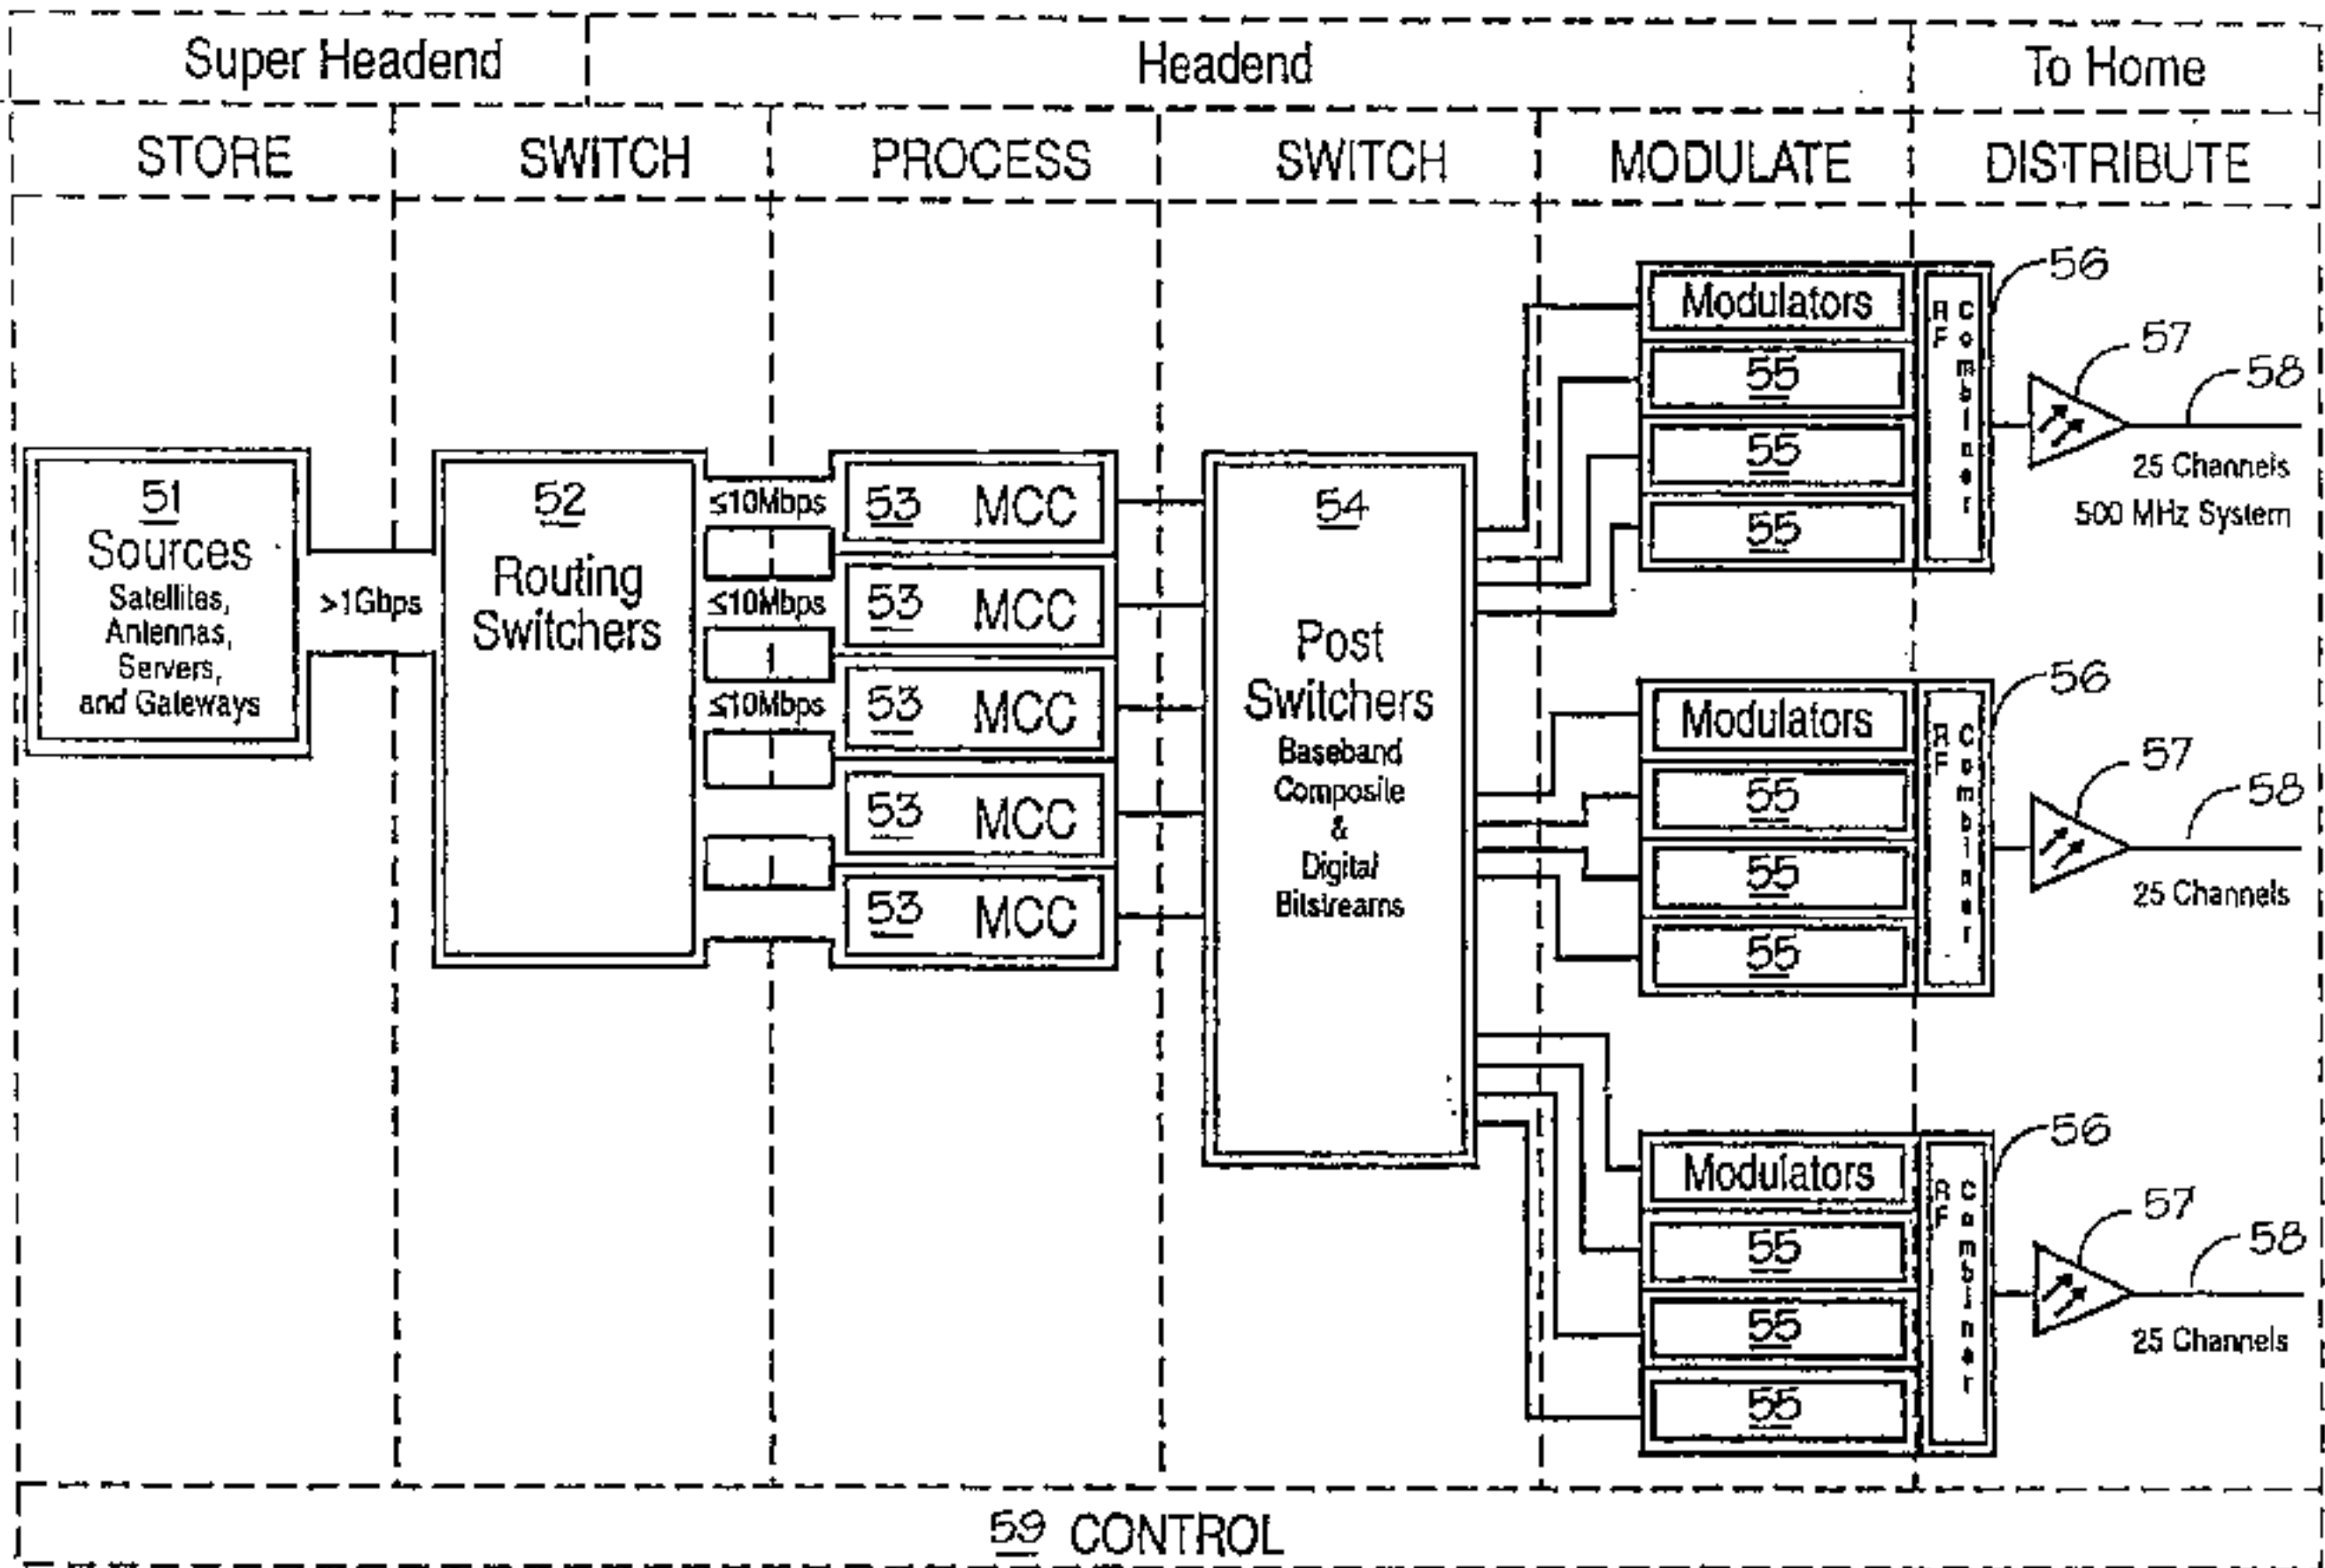 Super Headend
Headend
To Home
STORE
SWITCH
PROCESS
SWITCH
MODULATE
DISTRIBUTE
51
Sources
Satellites,
Antennas,
Servers,
and Gateways
>1Gbps
52
Routing
Switchers
≤10Mbps
≤10Mbps
≤10Mbps
53 MCC
53 MCC
53 MCC
53 MCC
53 MCC
54
Post
Switchers
Baseband
Composite
&
Digital
Bitstreams
Modulators
55
55
55
RF Combiner
56
57
58
25 Channels
500 MHz System
Modulators
55
55
55
RF Combiner
56
57
58
25 Channels
Modulators
55
55
55
RF Combiner
56
57
58
25 Channels
59 CONTROL